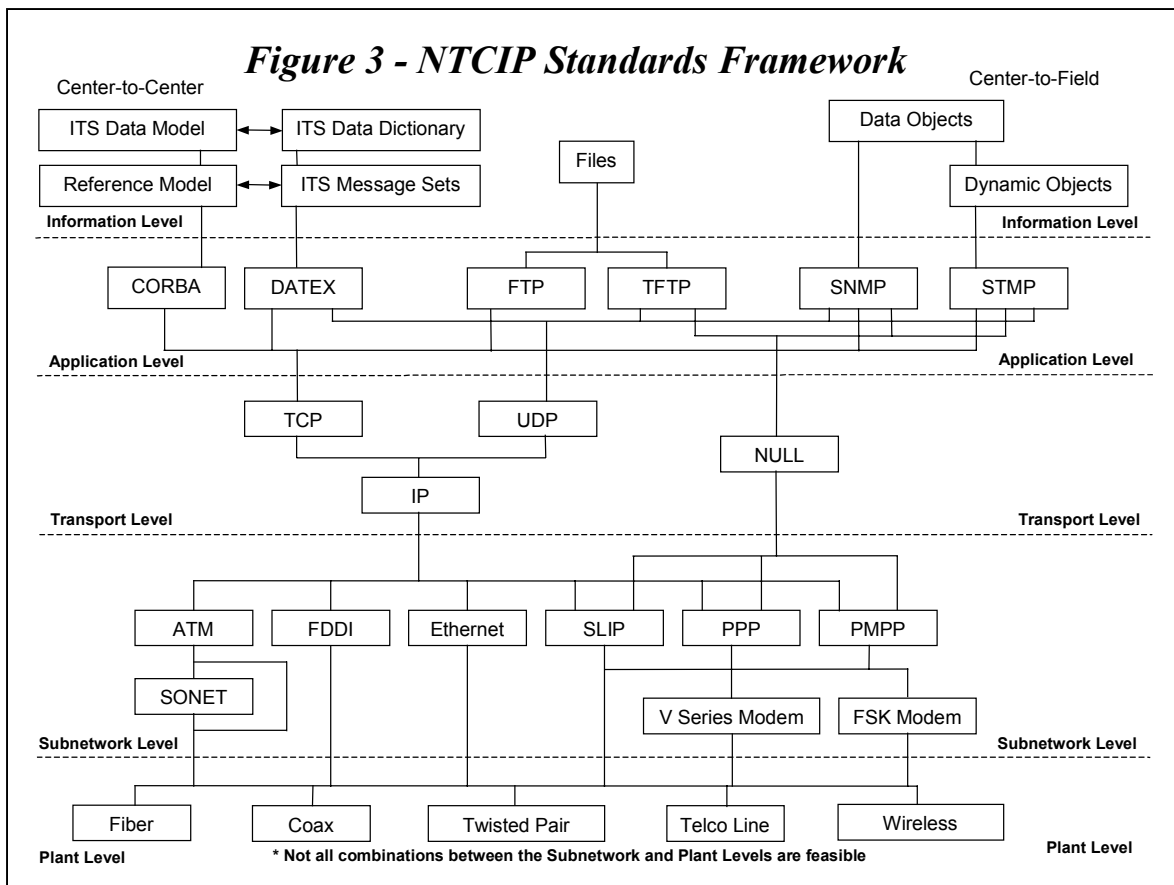 Figure 3 - NTCIP Standards Framework
Center-to-Center
Center-to-Field
ITS Data Model
ITS Data Dictionary
Data Objects
Files
Reference Model
ITS Message Sets
Dynamic Objects
Information Level
Information Level
CORBA
DATEX
FTP
TFTP
SNMP
STMP
Application Level
Application Level
TCP
UDP
NULL
IP
Transport Level
Transport Level
ATM
FDDI
Ethernet
SLIP
PPP
PMPP
SONET
V Series Modem
FSK Modem
Subnetwork Level
Subnetwork Level
Fiber
Coax
Twisted Pair
Telco Line
Wireless
Plant Level
* Not all combinations between the Subnetwork and Plant Levels are feasible
Plant Level